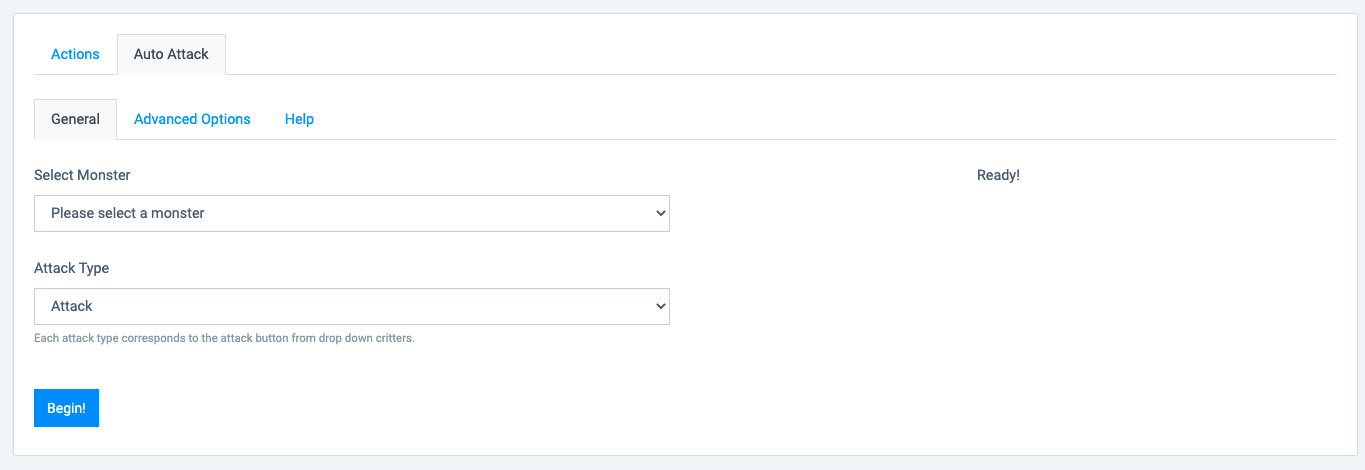 Actions Auto Attack
General Advanced Options Help
Select Monster Ready!
Please select a monster
Attack Type
Attack
Each attack type corresponds to the attack button from drop down critters.
Begin!